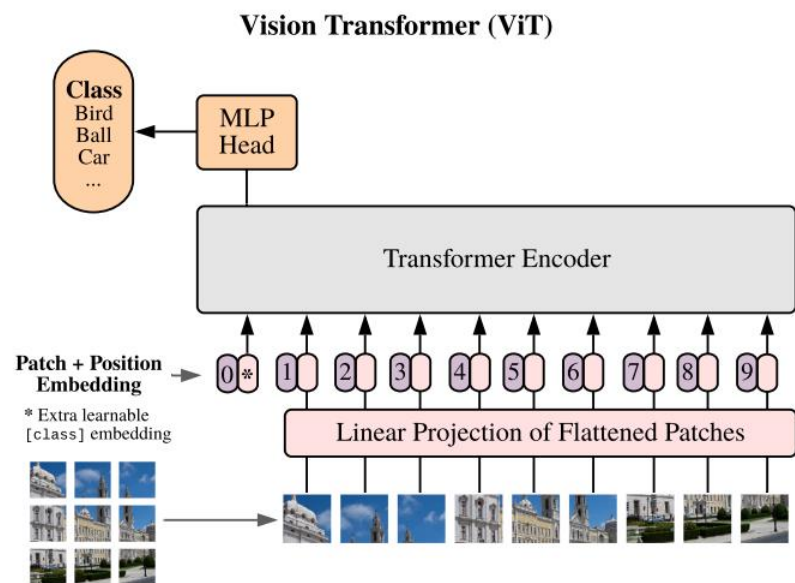 Vision Transformer (ViT)
Class
Bird
Ball
Car
...
MLP
Head
Transformer Encoder
Patch + Position
Embedding
0 * 1 2 3 4 5 6 7 8 9
* Extra learnable
[class] embedding
Linear Projection of Flattened Patches